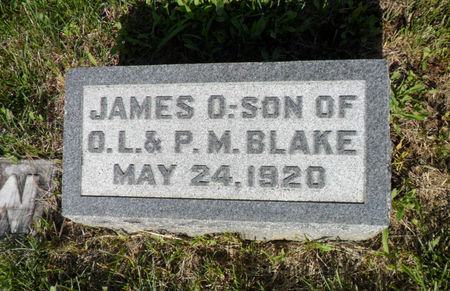 JAMES O.-SON OF
O.L. & P.M. BLAKE
MAY 24, 1920